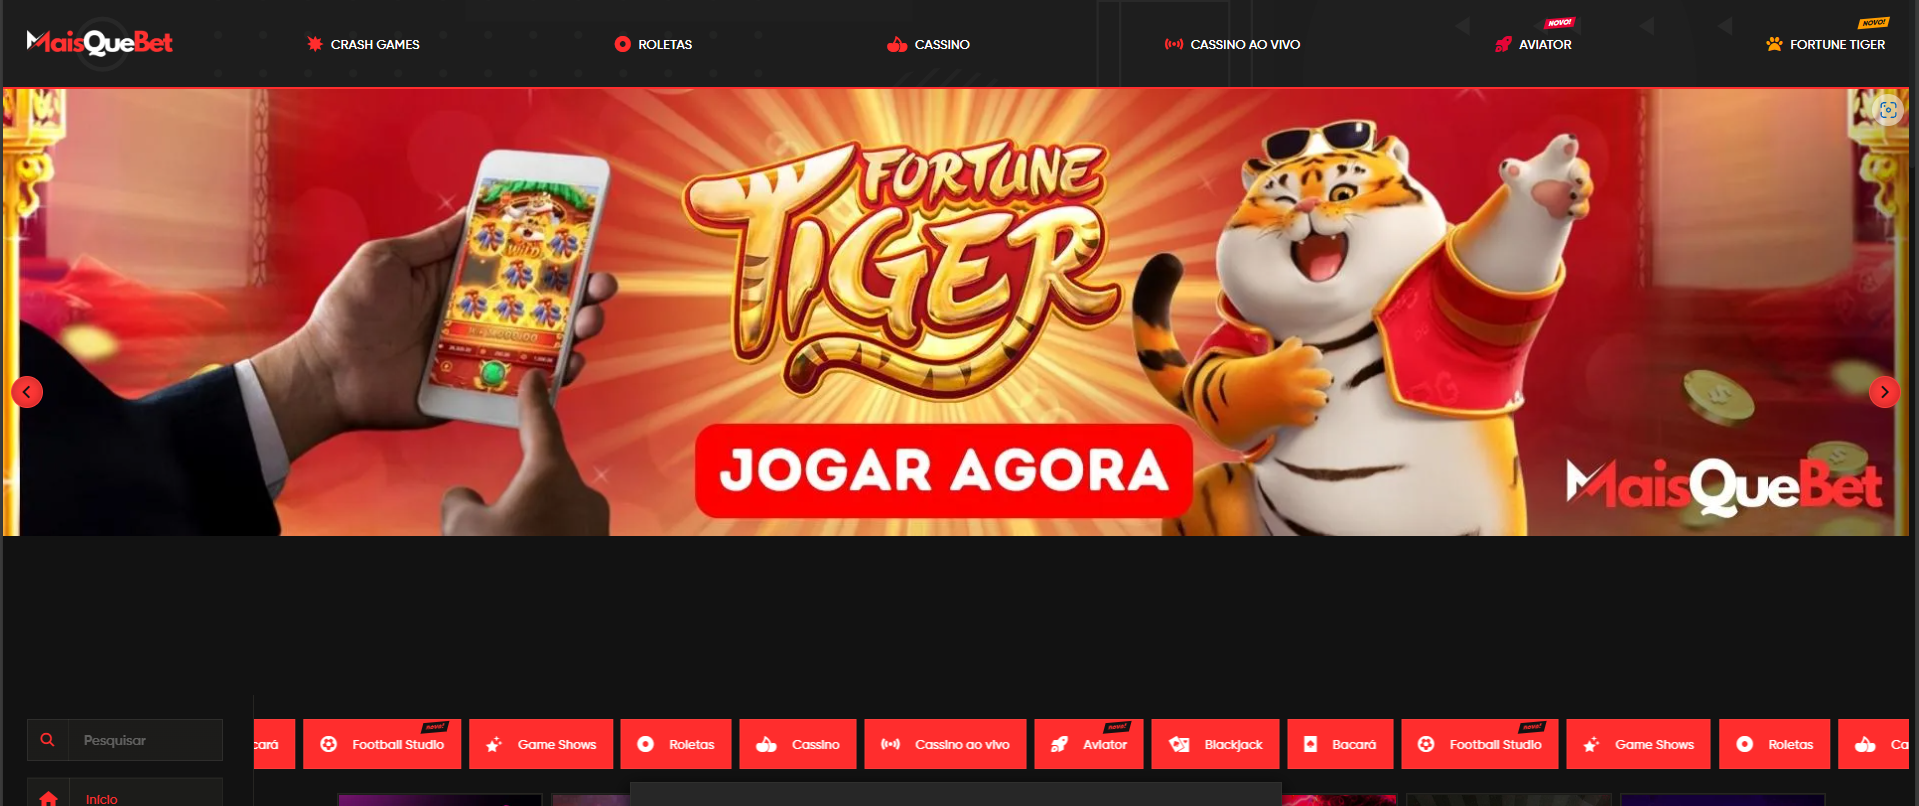 MaisQueBet
CRASH GAMES
ROLETAS
CASSINO
CASSINO AO VIVO
NOVO!
AVIATOR
NOVO!
FORTUNE TIGER
FORTUNE
TIGER
WILD
JOGAR AGORA
MaisQueBet
Pesquisar
Início
cará
novo!
Football Studio
Game Shows
Roletas
Cassino
Cassino ao vivo
novo!
Aviator
Blackjack
Bacará
novo!
Football Studio
Game Shows
Roletas
Ca